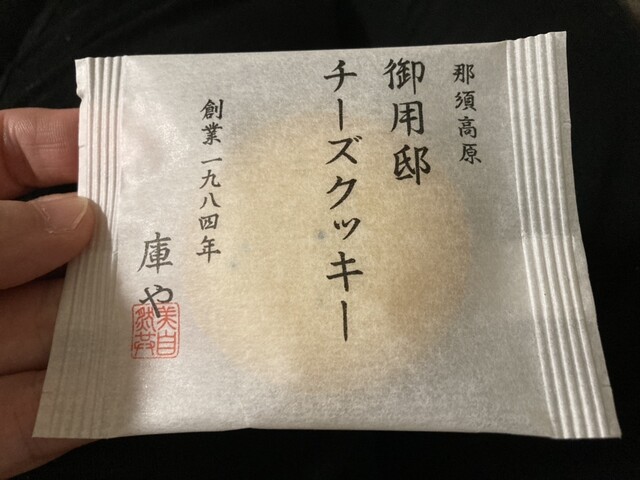 那須高原
御用邸
チーズクッキー
創業一九八四年
庫や